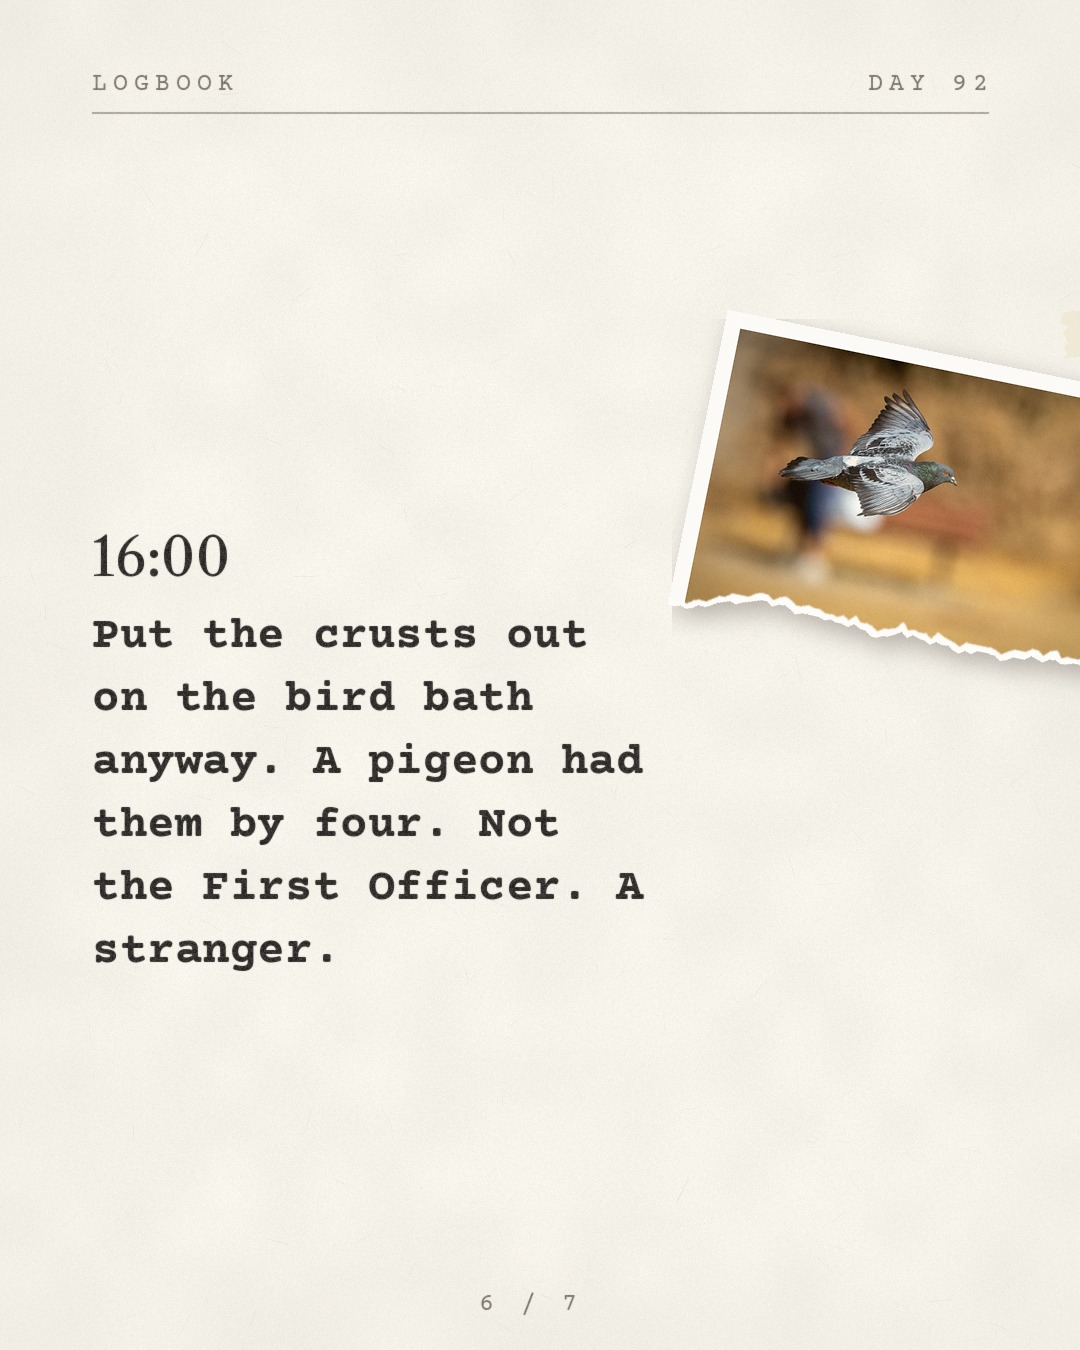 LOGBOOK
DAY 92
16:00
Put the crusts out
on the bird bath
anyway. A pigeon had
them by four. Not
the First Officer. A
stranger.
6 / 7